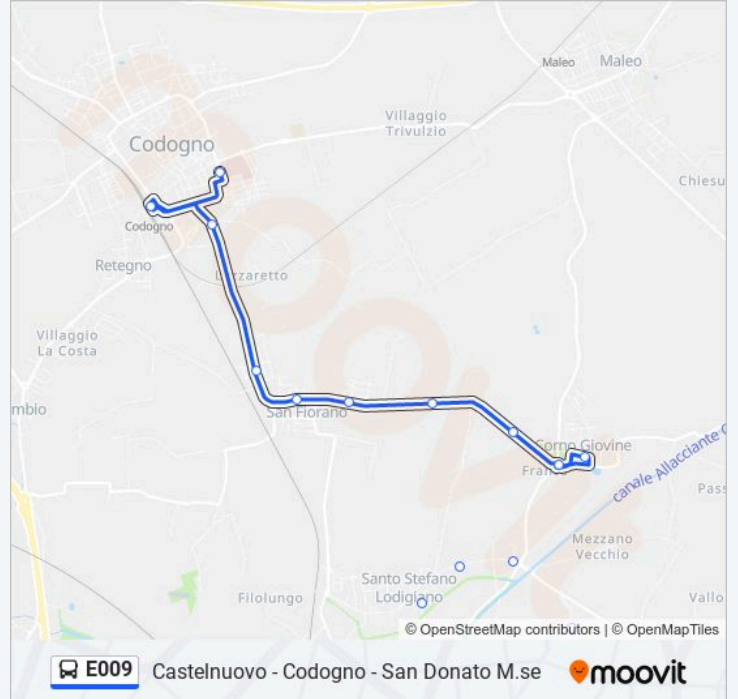 Maleo
Maleo
Villaggio
Trivulzio
Codogno
Chiesu
Codogno
Retegno
Lazzaretto
Villaggio
La Costa
mbio
San Fiorano
Corno Giovine
canale Allacciante C
Pass
Mezzano
Vecchio
Santo Stefano
Lodigiano
Filolungo
Vallo
© OpenStreetMap contributors | © OpenMapTiles
E009 Castelnuovo - Codogno - San Donato M.se moovit